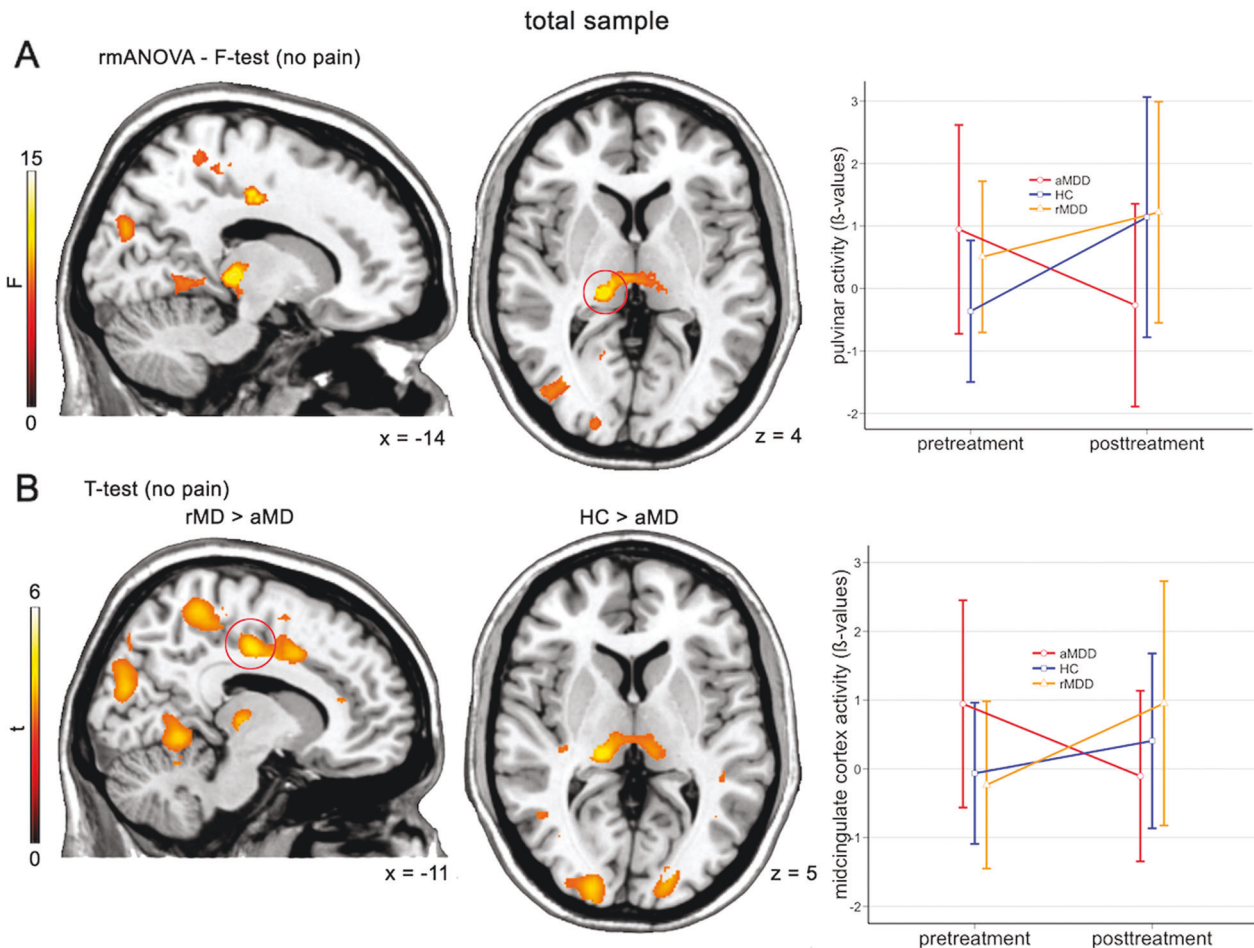 total sample
A
rmANOVA - F-test (no pain)
15
F
0
x = -14
z = 4
3
2
1
0
-1
-2
pulvinar activity (ß-values)
aMDD
HC
rMDD
pretreatment
posttreatment
B
T-test (no pain)
rMD > aMD
HC > aMD
6
t
0
x = -11
z = 5
3
2
1
0
-1
-2
midcingulate cortex activity (ß-values)
aMDD
HC
rMDD
pretreatment
posttreatment